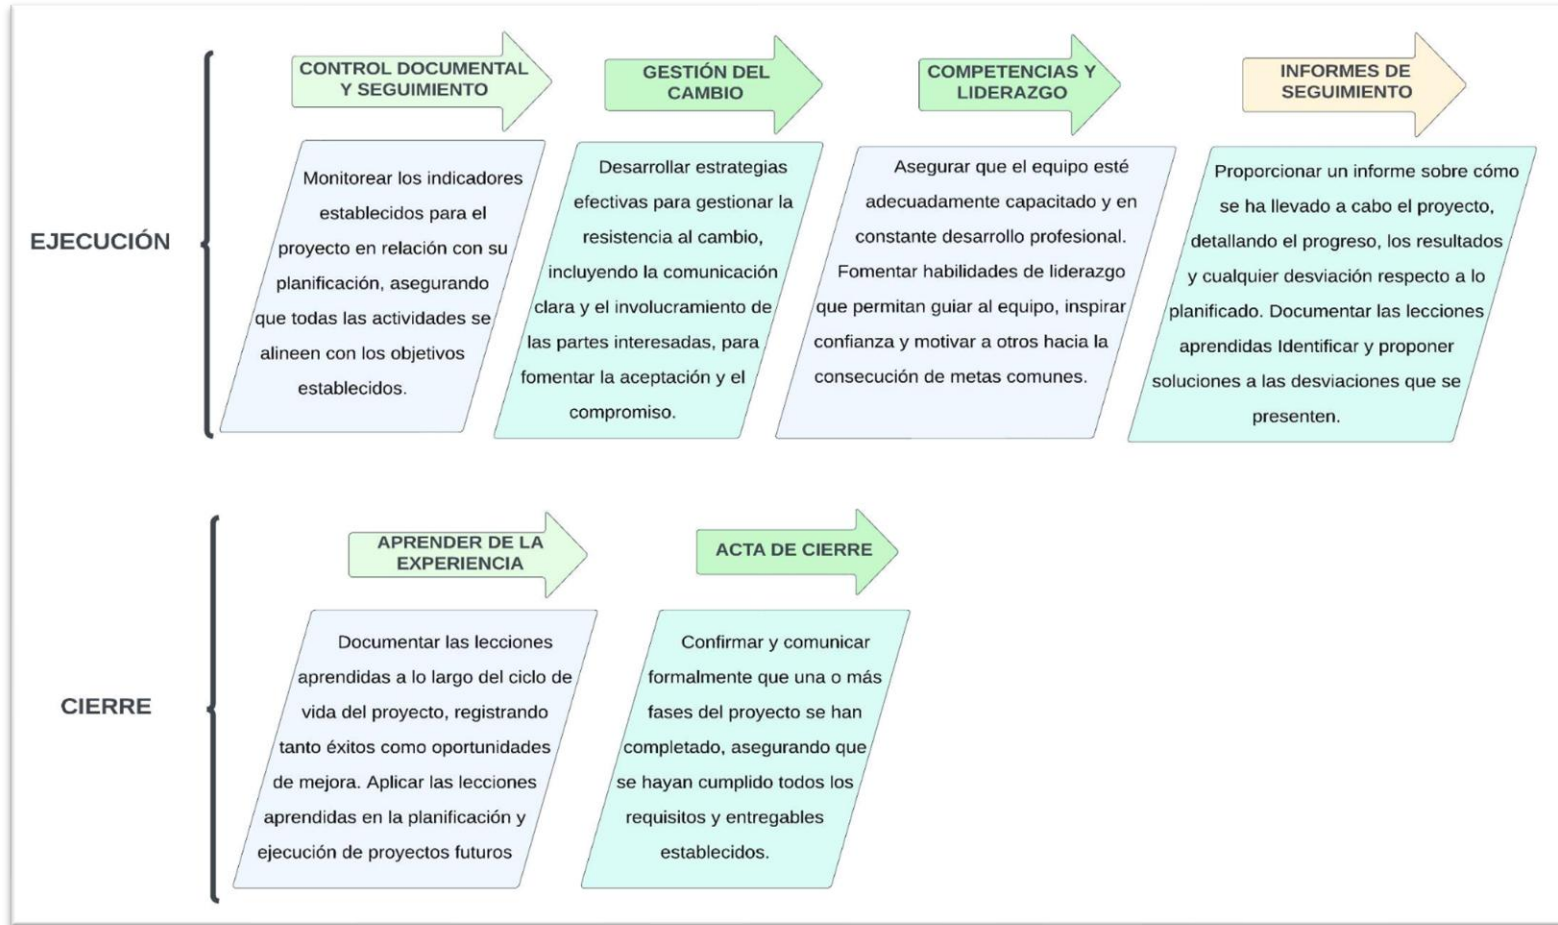 EJECUCIÓN
CONTROL DOCUMENTAL
Y SEGUIMIENTO
Monitorear los indicadores
establecidos para el
proyecto en relación con su
planificación, asegurando
que todas las actividades se
alineen con los objetivos
establecidos.
GESTIÓN DEL
CAMBIO
Desarrollar estrategias
efectivas para gestionar la
resistencia al cambio,
incluyendo la comunicación
clara y el involucramiento de
las partes interesadas, para
fomentar la aceptación y el
compromiso.
COMPETENCIAS Y
LIDERAZGO
Asegurar que el equipo esté
adecuadamente capacitado y en
constante desarrollo profesional.
Fomentar habilidades de liderazgo
que permitan guiar al equipo, inspirar
confianza y motivar a otros hacia la
consecución de metas comunes.
INFORMES DE
SEGUIMIENTO
Proporcionar un informe sobre cómo
se ha llevado a cabo el proyecto,
detallando el progreso, los resultados
y cualquier desviación respecto a lo
planificado. Documentar las lecciones
aprendidas Identificar y proponer
soluciones a las desviaciones que se
presenten.
CIERRE
APRENDER DE LA
EXPERIENCIA
Documentar las lecciones
aprendidas a lo largo del ciclo de
vida del proyecto, registrando
tanto éxitos como oportunidades
de mejora. Aplicar las lecciones
aprendidas en la planificación y
ejecución de proyectos futuros
ACTA DE CIERRE
Confirmar y comunicar
formalmente que una o más
fases del proyecto se han
completado, asegurando que
se hayan cumplido todos los
requisitos y entregables
establecidos.